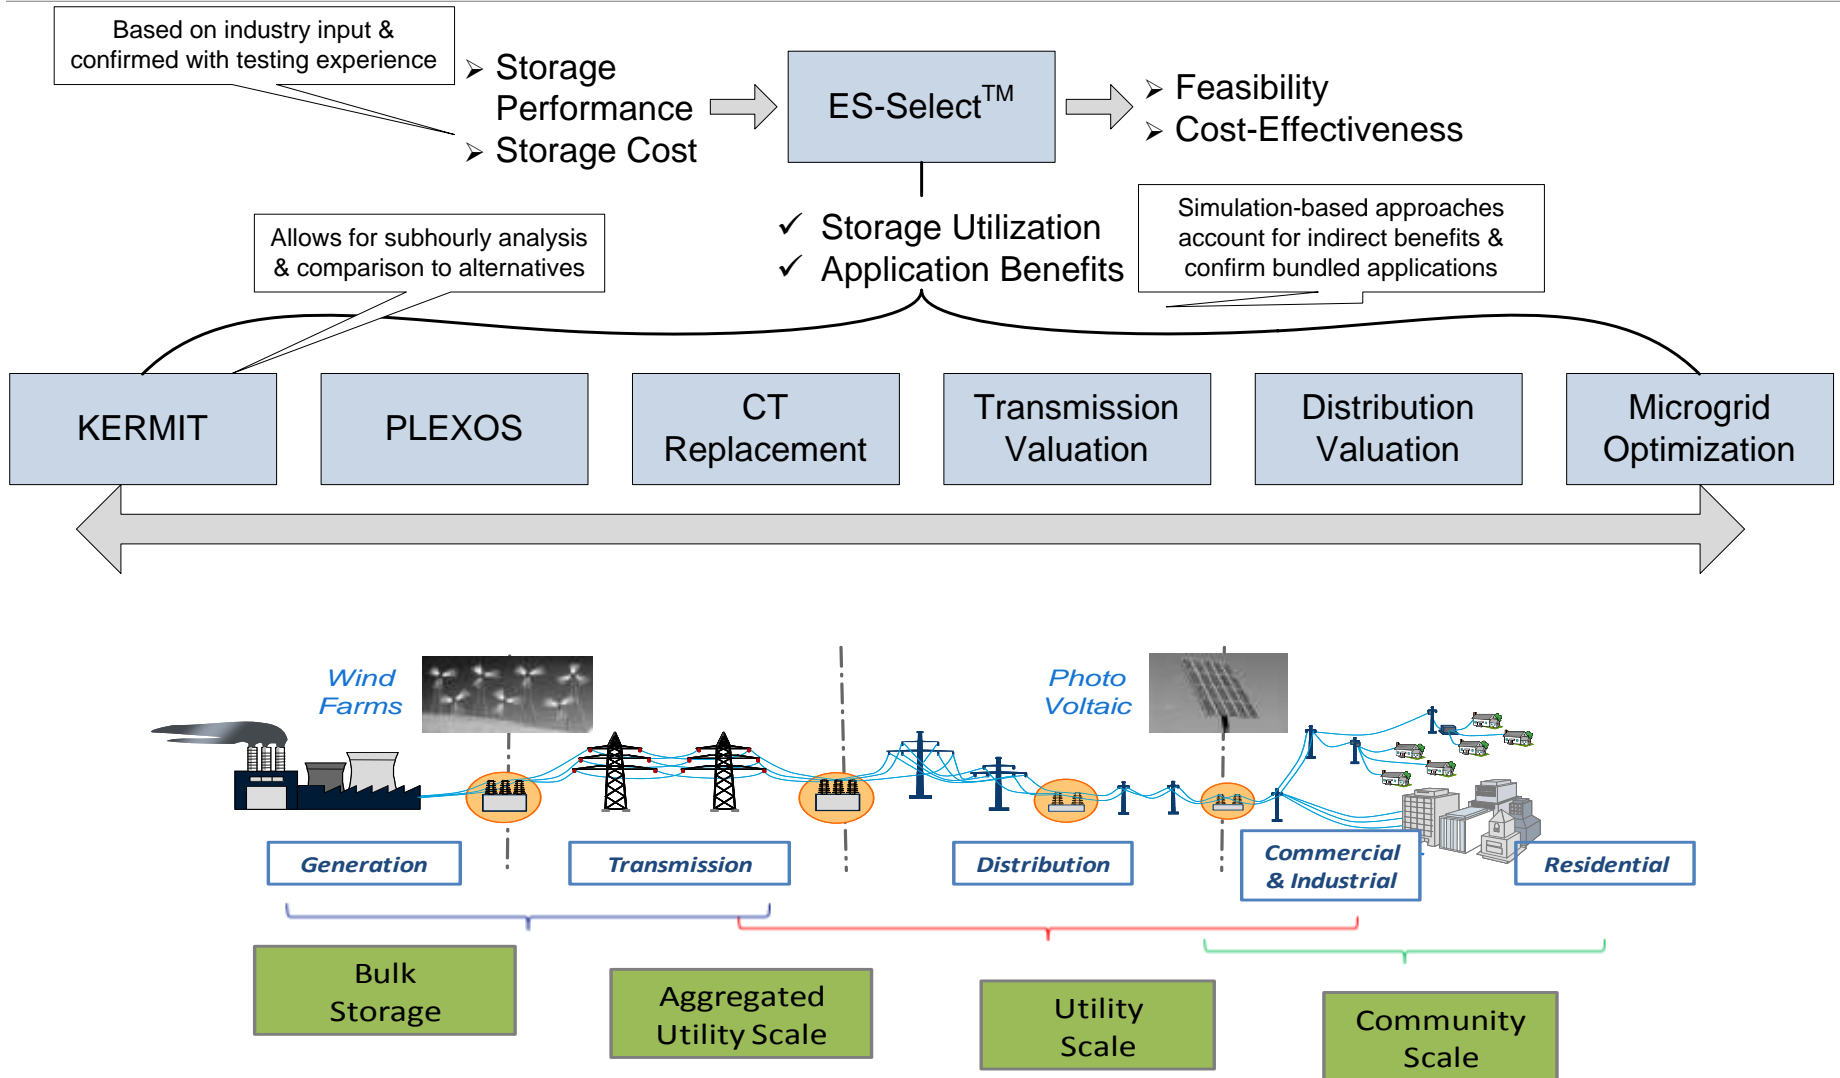 Based on industry input &
confirmed with testing experience
➢ Storage
Performance
➢ Storage Cost
ES-Select™
➢ Feasibility
➢ Cost-Effectiveness
✓ Storage Utilization
✓ Application Benefits
Allows for subhourly analysis
& comparison to alternatives
Simulation-based approaches
account for indirect benefits &
confirm bundled applications
KERMIT
PLEXOS
CT
Replacement
Transmission
Valuation
Distribution
Valuation
Microgrid
Optimization
Wind
Farms
Photo
Voltaic
Generation
Transmission
Distribution
Commercial
& Industrial
Residential
Bulk
Storage
Aggregated
Utility Scale
Utility
Scale
Community
Scale